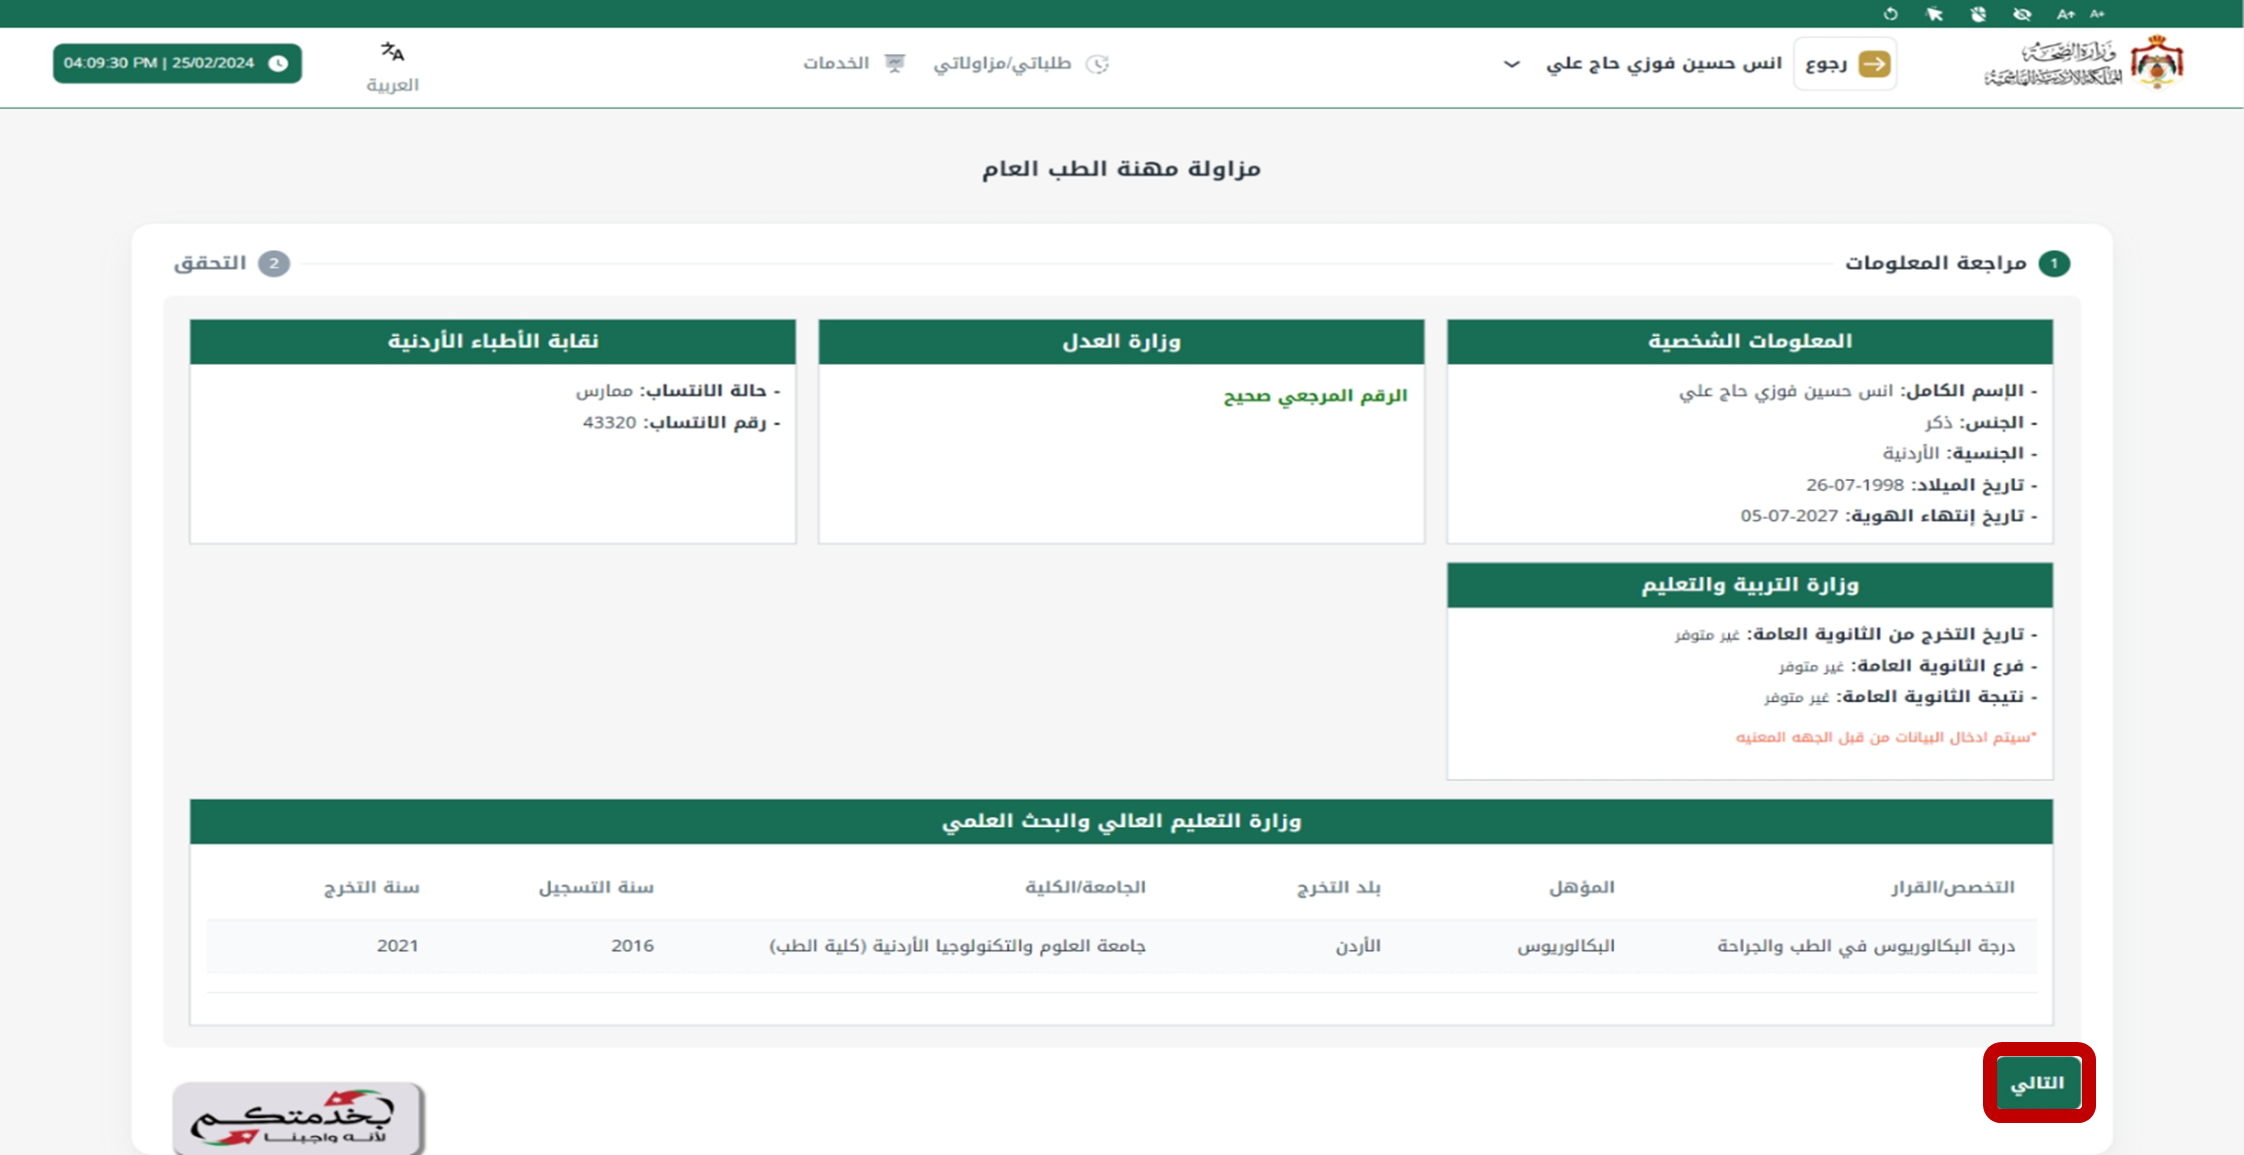 A+ A+
وزارة الصحة
المملكة الأردنية الهاشمية
رجوع
انس حسين فوزي حاج علي
طلباتي/مزاولاتي
الخدمات
العربية
04:09:30 PM | 25/02/2024
مزاولة مهنة الطب العام
1 مراجعة المعلومات
2 التحقق
المعلومات الشخصية
- الإسم الكامل: انس حسين فوزي حاج علي
- الجنس: ذكر
- الجنسية: الأردنية
- تاريخ الميلاد: 1998-07-26
- تاريخ إنتهاء الهوية: 2027-07-05
وزارة العدل
الرقم المرجعي صحيح
نقابة الأطباء الأردنية
- حالة الانتساب: ممارس
- رقم الانتساب: 43320
وزارة التربية والتعليم
- تاريخ التخرج من الثانوية العامة: غير متوفر
- فرع الثانوية العامة: غير متوفر
- نتيجة الثانوية العامة: غير متوفر
*سيتم ادخال البيانات من قبل الجهه المعنيه
وزارة التعليم العالي والبحث العلمي
التخصص/القرار المؤهل بلد التخرج الجامعة/الكلية سنة التسجيل سنة التخرج
درجة البكالوريوس في الطب والجراحة البكالوريوس الأردن جامعة العلوم والتكنولوجيا الأردنية (كلية الطب) 2016 2021
التالي
بخدمتكم
لأنه واجبنا